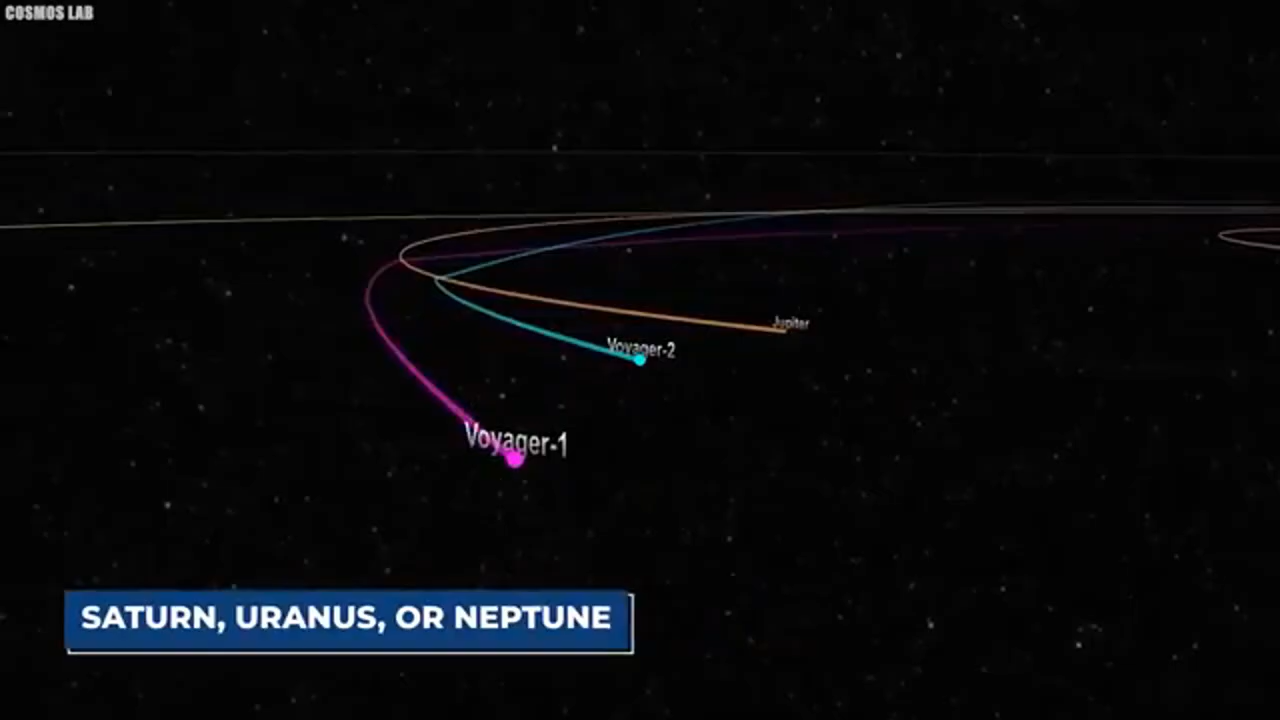 COSMOS LAB
Jupiter
Voyager-2
Voyager-1
SATURN, URANUS, OR NEPTUNE